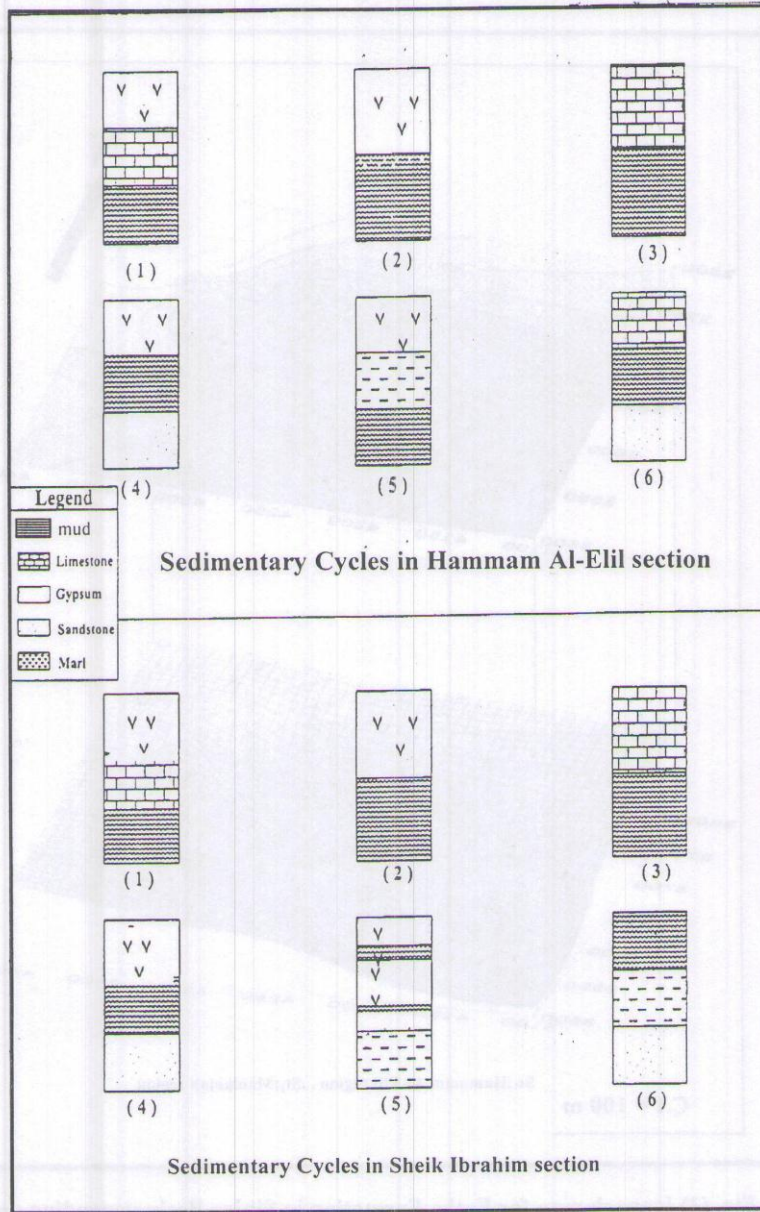 (1)
(2)
(3)
(4)
(5)
(6)
Legend
mud
Limestone
Gypsum
Sandstone
Marl
Sedimentary Cycles in Hammam Al-Elil section
(1)
(2)
(3)
(4)
(5)
(6)
Sedimentary Cycles in Sheik Ibrahim section